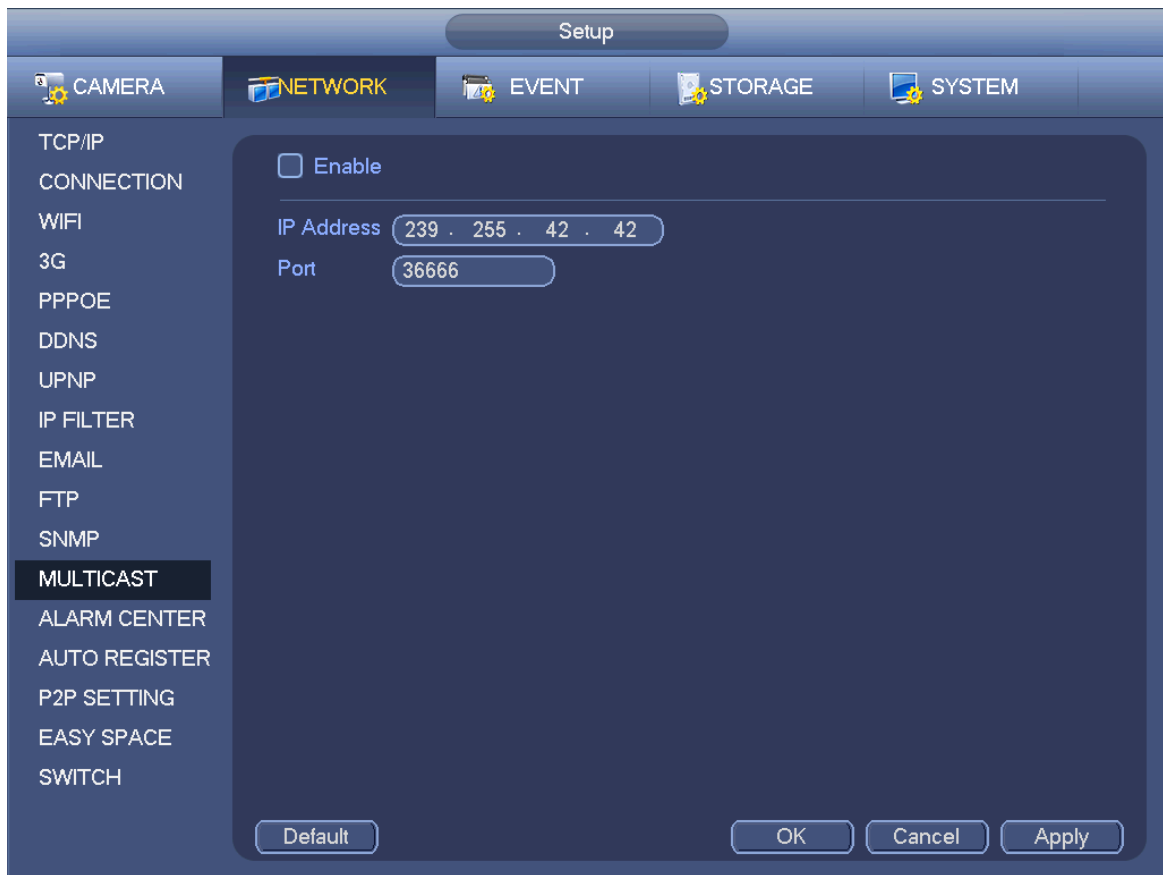 Setup
CAMERA NETWORK EVENT STORAGE SYSTEM
TCP/IP
CONNECTION
WIFI
3G
PPPOE
DDNS
UPNP
IP FILTER
EMAIL
FTP
SNMP
MULTICAST
ALARM CENTER
AUTO REGISTER
P2P SETTING
EASY SPACE
SWITCH
Enable
IP Address 239 . 255 . 42 . 42
Port 36666
Default OK Cancel Apply